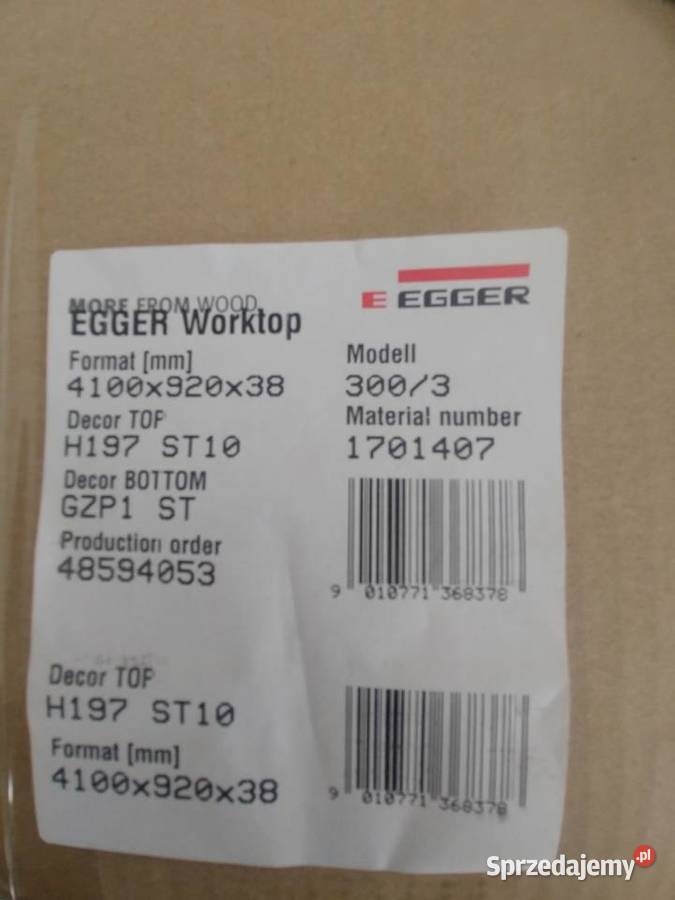 MORE FROM WOOD.
E EGGER
EGGER Worktop
Format [mm]
4100x920x38
Modell
300/3
Decor TOP
H197 ST10
Material number
1701407
Decor BOTTOM
GZP1 ST
Production order
48594053
9 010771 368378
Decor TOP
H197 ST10
Format [mm]
4100x920x38
9 010771 368378
Sprzedajemy.pl